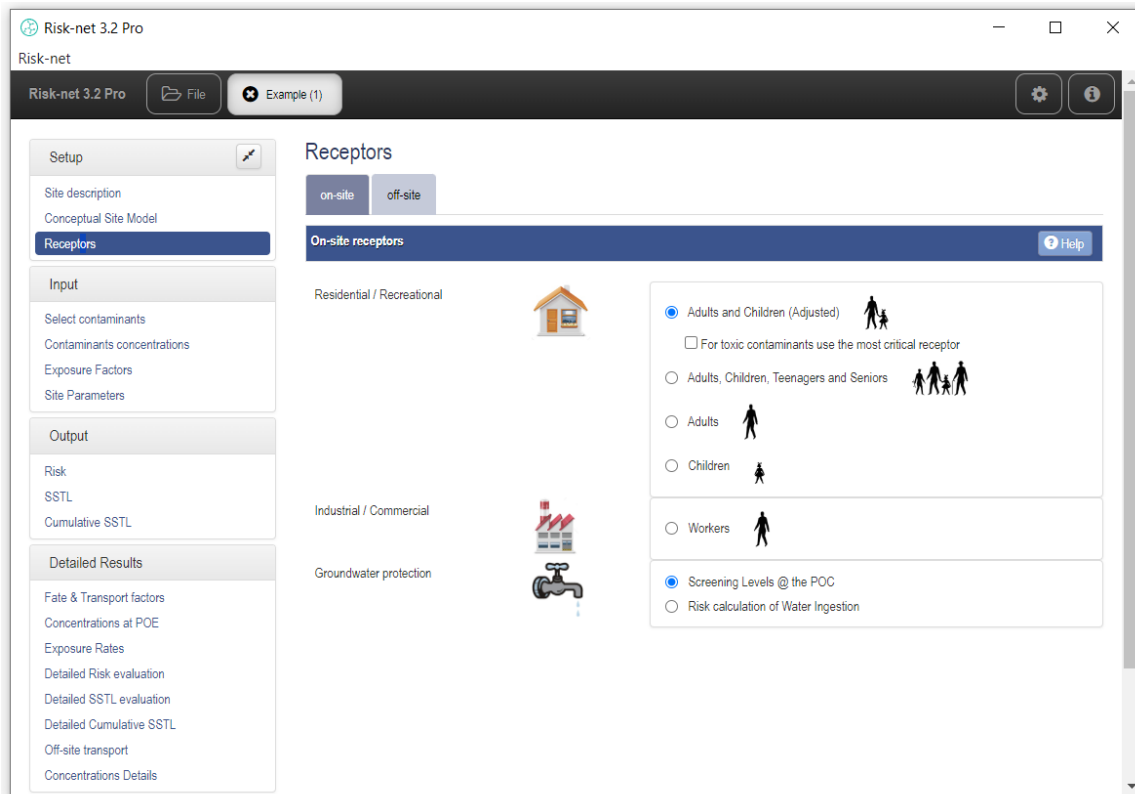 Risk-net 3.2 Pro
Risk-net
Risk-net 3.2 Pro
File
Example (1)
Setup
Site description
Conceptual Site Model
Receptors
Input
Select contaminants
Contaminants concentrations
Exposure Factors
Site Parameters
Output
Risk
SSTL
Cumulative SSTL
Detailed Results
Fate & Transport factors
Concentrations at POE
Exposure Rates
Detailed Risk evaluation
Detailed SSTL evaluation
Detailed Cumulative SSTL
Off-site transport
Concentrations Details
Receptors
on-site off-site
On-site receptors
Help
Residential / Recreational
Adults and Children (Adjusted)
For toxic contaminants use the most critical receptor
Adults, Children, Teenagers and Seniors
Adults
Children
Industrial / Commercial
Workers
Groundwater protection
Screening Levels @ the POC
Risk calculation of Water Ingestion